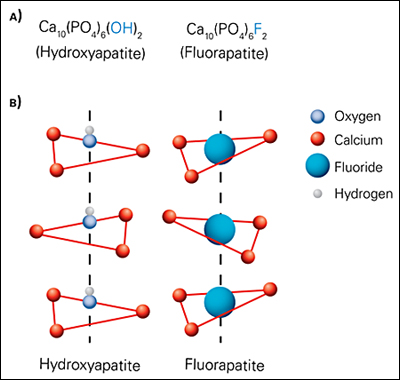 A)
Ca₁₀(PO₄)₆(OH)₂ Ca₁₀(PO₄)₆F₂
(Hydroxyapatite) (Fluorapatite)
B)
Oxygen
Calcium
Fluoride
Hydrogen
Hydroxyapatite Fluorapatite